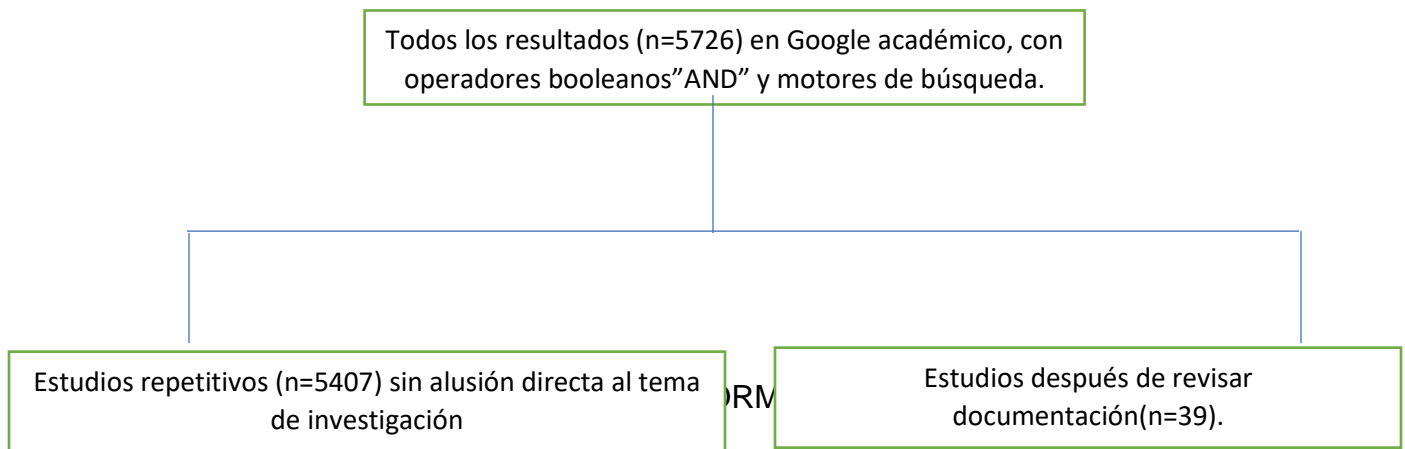 Todos los resultados (n=5726) en Google académico, con
operadores booleanos”AND” y motores de búsqueda.
Estudios repetitivos (n=5407) sin alusión directa al tema
de investigación
Estudios después de revisar
documentación(n=39).